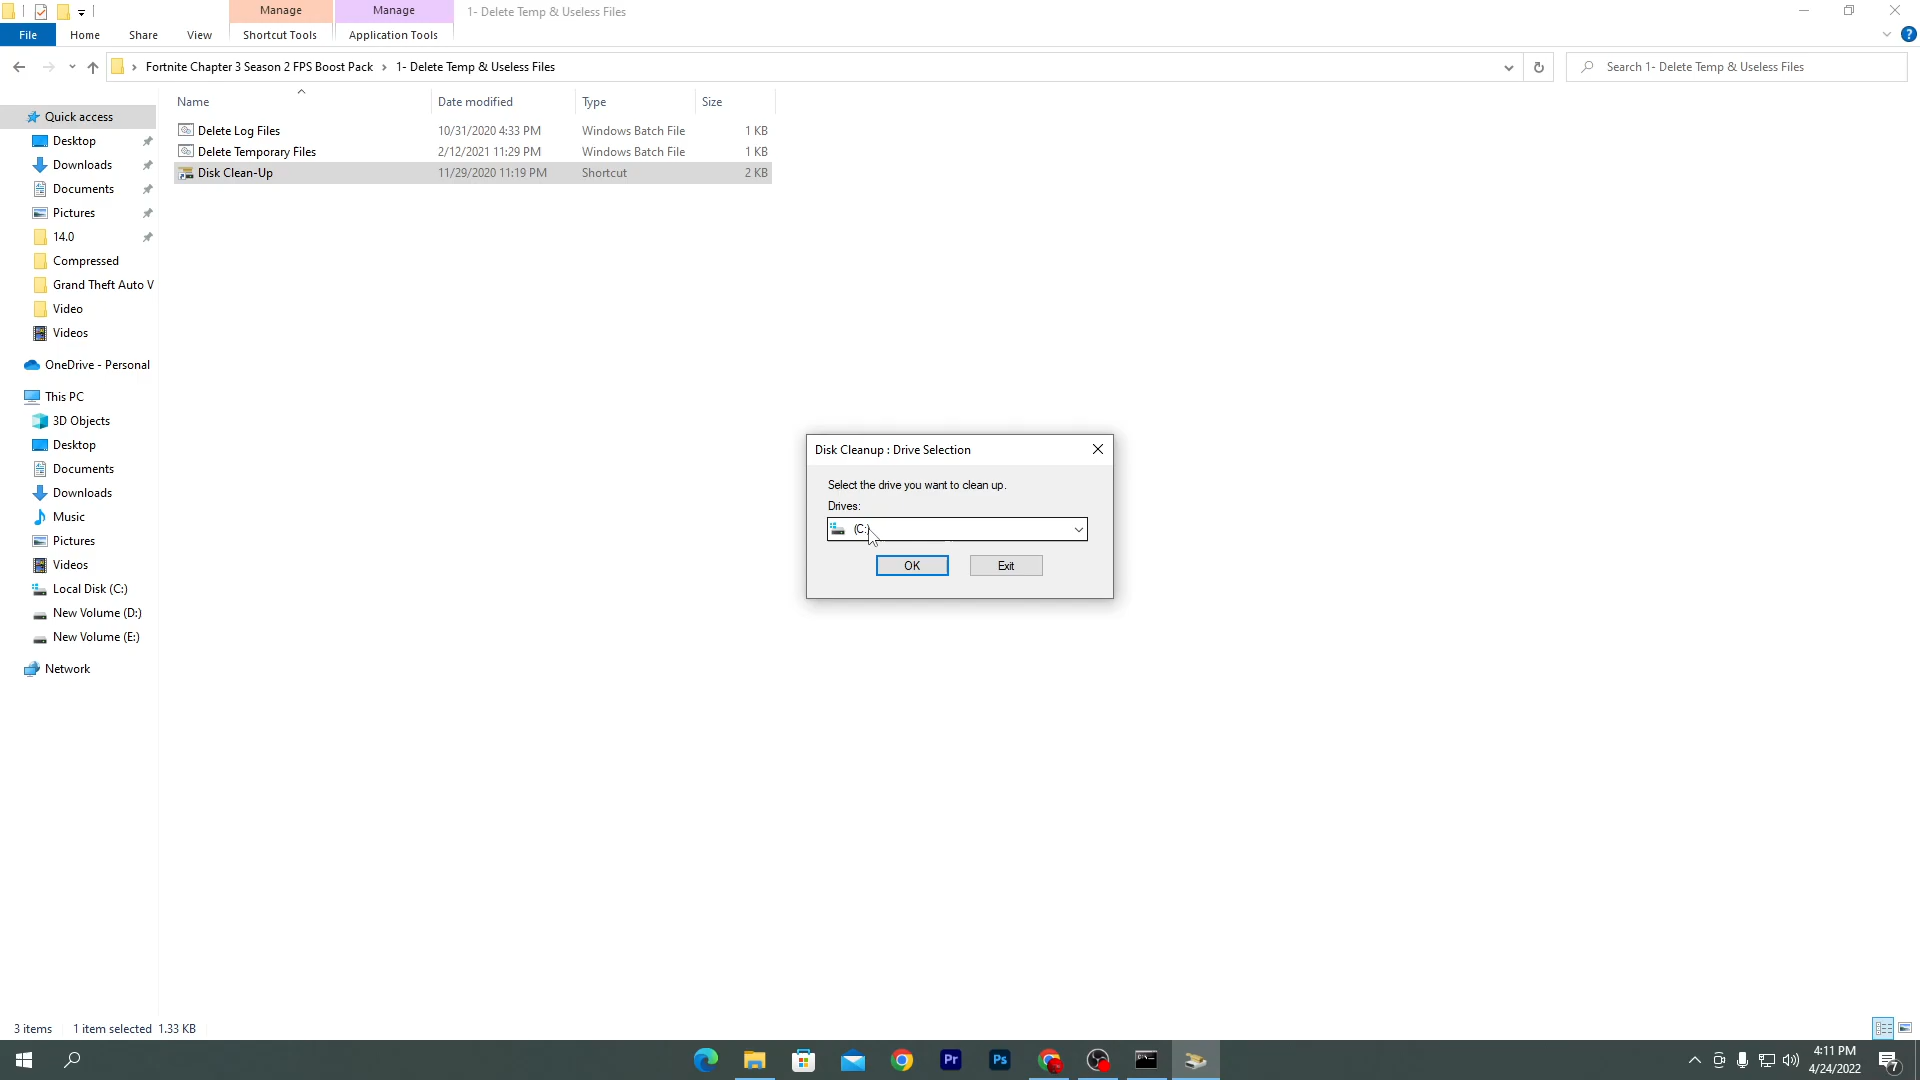 Manage
Manage
1- Delete Temp & Useless Files
File
Home
Share
View
Shortcut Tools
Application Tools
?
Fortnite Chapter 3 Season 2 FPS Boost Pack
1- Delete Temp & Useless Files
Search 1- Delete Temp & Useless Files
Name
Date modified
Type
Size
Delete Log Files 10/31/2020 4:33 PM Windows Batch File 1 KB
Delete Temporary Files 2/12/2021 11:29 PM Windows Batch File 1 KB
Disk Clean-Up 11/29/2020 11:19 PM Shortcut 2 KB
Quick access
Desktop
Downloads
Documents
Pictures
14.0
Compressed
Grand Theft Auto V
Video
Videos
OneDrive - Personal
This PC
3D Objects
Desktop
Documents
Downloads
Music
Pictures
Videos
Local Disk (C:)
New Volume (D:)
New Volume (E:)
Network
Disk Cleanup : Drive Selection
Select the drive you want to clean up.
Drives:
(C:)
OK
Exit
3 items
1 item selected 1.33 KB
Pr
Ps
4:11 PM
4/24/2022
7